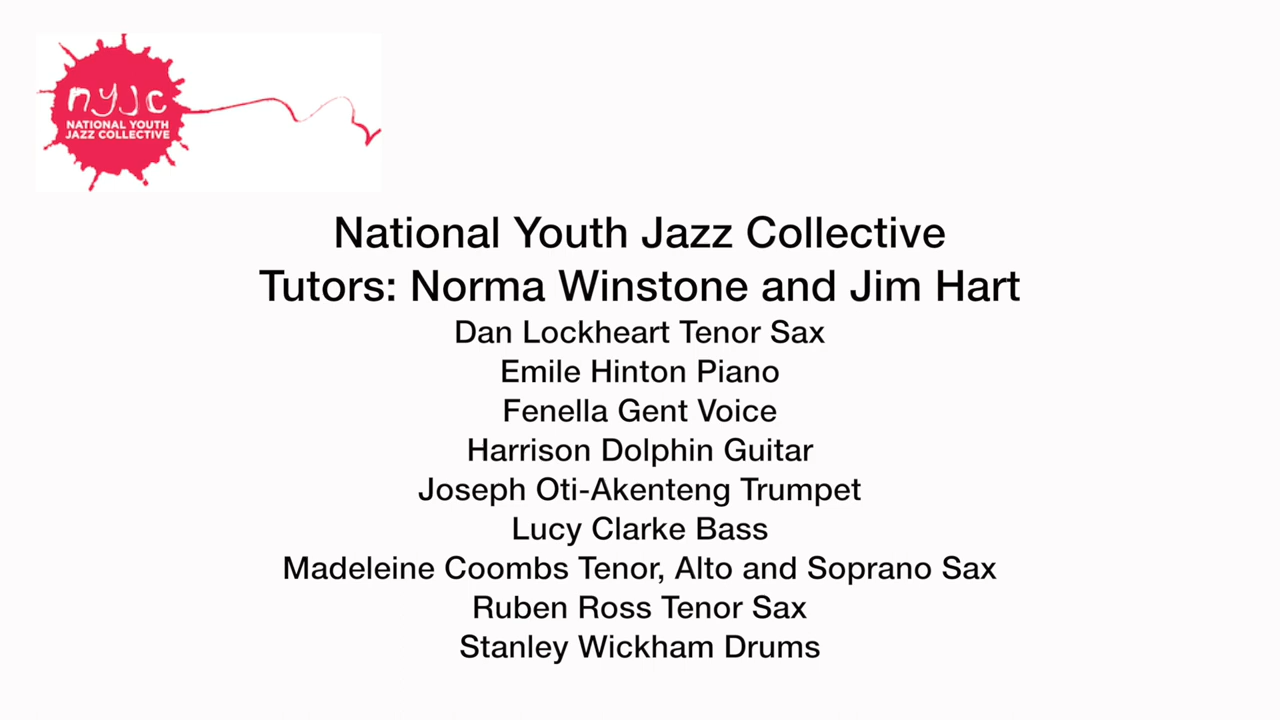 nyjc
NATIONAL YOUTH
JAZZ COLLECTIVE
National Youth Jazz Collective
Tutors: Norma Winstone and Jim Hart
Dan Lockheart Tenor Sax
Emile Hinton Piano
Fenella Gent Voice
Harrison Dolphin Guitar
Joseph Oti-Akenteng Trumpet
Lucy Clarke Bass
Madeleine Coombs Tenor, Alto and Soprano Sax
Ruben Ross Tenor Sax
Stanley Wickham Drums